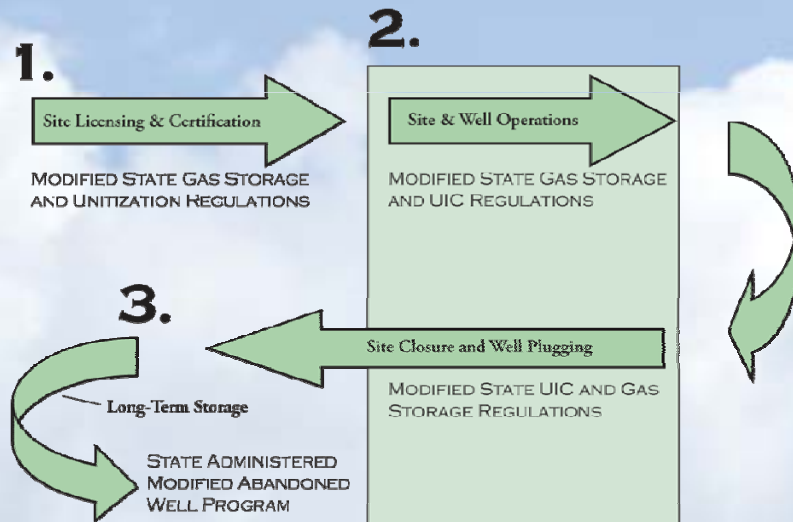 1.
Site Licensing & Certification
MODIFIED STATE GAS STORAGE
AND UNITIZATION REGULATIONS
2.
Site & Well Operations
MODIFIED STATE GAS STORAGE
AND UIC REGULATIONS
Site Closure and Well Plugging
MODIFIED STATE UIC AND GAS
STORAGE REGULATIONS
3.
Long-Term Storage
STATE ADMINISTERED
MODIFIED ABANDONED
WELL PROGRAM